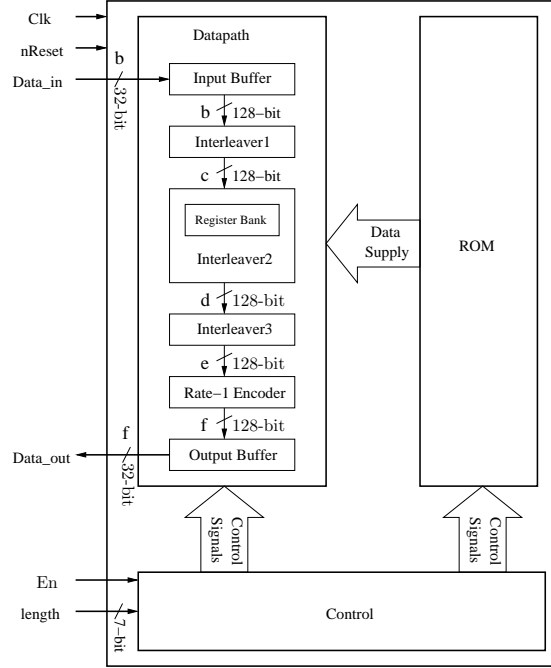 Clk
nReset
Data_in
b
32-bit
Datapath
Input Buffer
b
128-bit
Interleaver1
c
128-bit
Register Bank
Interleaver2
d
128-bit
Interleaver3
e
128-bit
Rate-1 Encoder
f
128-bit
Output Buffer
Data_out
f
32-bit
Data
Supply
ROM
Control
Signals
Control
Signals
En
length
7-bit
Control